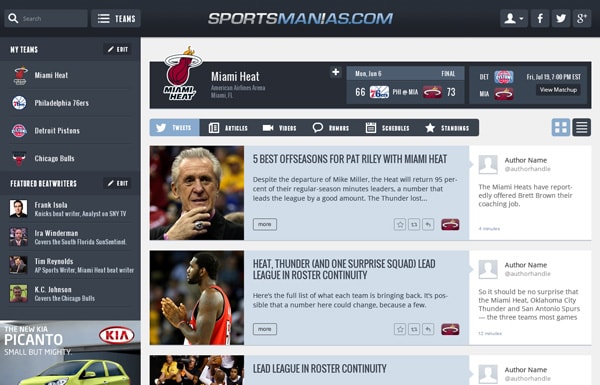 Search
TEAMS
SPORTSMANIAS.COM
MY TEAMS
EDIT
Miami Heat
Philadelphia 76ers
Detroit Pistons
Chicago Bulls
FEATURED BEATWRITERS
EDIT
Frank Isola
Knicks beat writer, Analyst on SNY TV
Ira Winderman
Covers the South Florida SunSentinel.
Tim Reynolds
AP Sports Writer, Miami Heat beat writer
K.C. Johnson
Covers the Chicago Bulls
THE NEW KIA
PICANTO
SMALL BUT MIGHTY.
KIA
MIAMI
HEAT
Miami Heat
American Airlines Arena
Miami, FL
Mon, Jun 6
FINAL
66
PHI @ MIA
73
DET
MIA
Fri, Jul 19, 7:00 PM EST
View Matchup
TWEETS
ARTICLES
VIDEOS
RUMORS
SCHEDULES
STANDINGS
5 BEST OFFSEASONS FOR PAT RILEY WITH MIAMI HEAT
Despite the departure of Mike Miller, the Heat will return 95 per-
cent of their regular-season minutes leaders, a number that
leads the league by a good amount. The Thunder lost...
more
Author Name
@authorhandle
The Miami Heats have report-
edly offered Brett Brown their
coaching job.
4 minutes
HEAT, THUNDER (AND ONE SURPRISE SQUAD) LEAD
LEAGUE IN ROSTER CONTINUITY
Here's the full list of what each team is bringing back. It's pos-
sible that a number here could change, because a few.
more
Author Name
@authorhandle
So it should be no surprise that
the Miami Heat, Oklahoma City
Thunder and San Antonio Spurs
— the three teams most games
12 minutes
LEAD LEAGUE IN ROSTER CONTINUITY
Author Name
@authorhandle